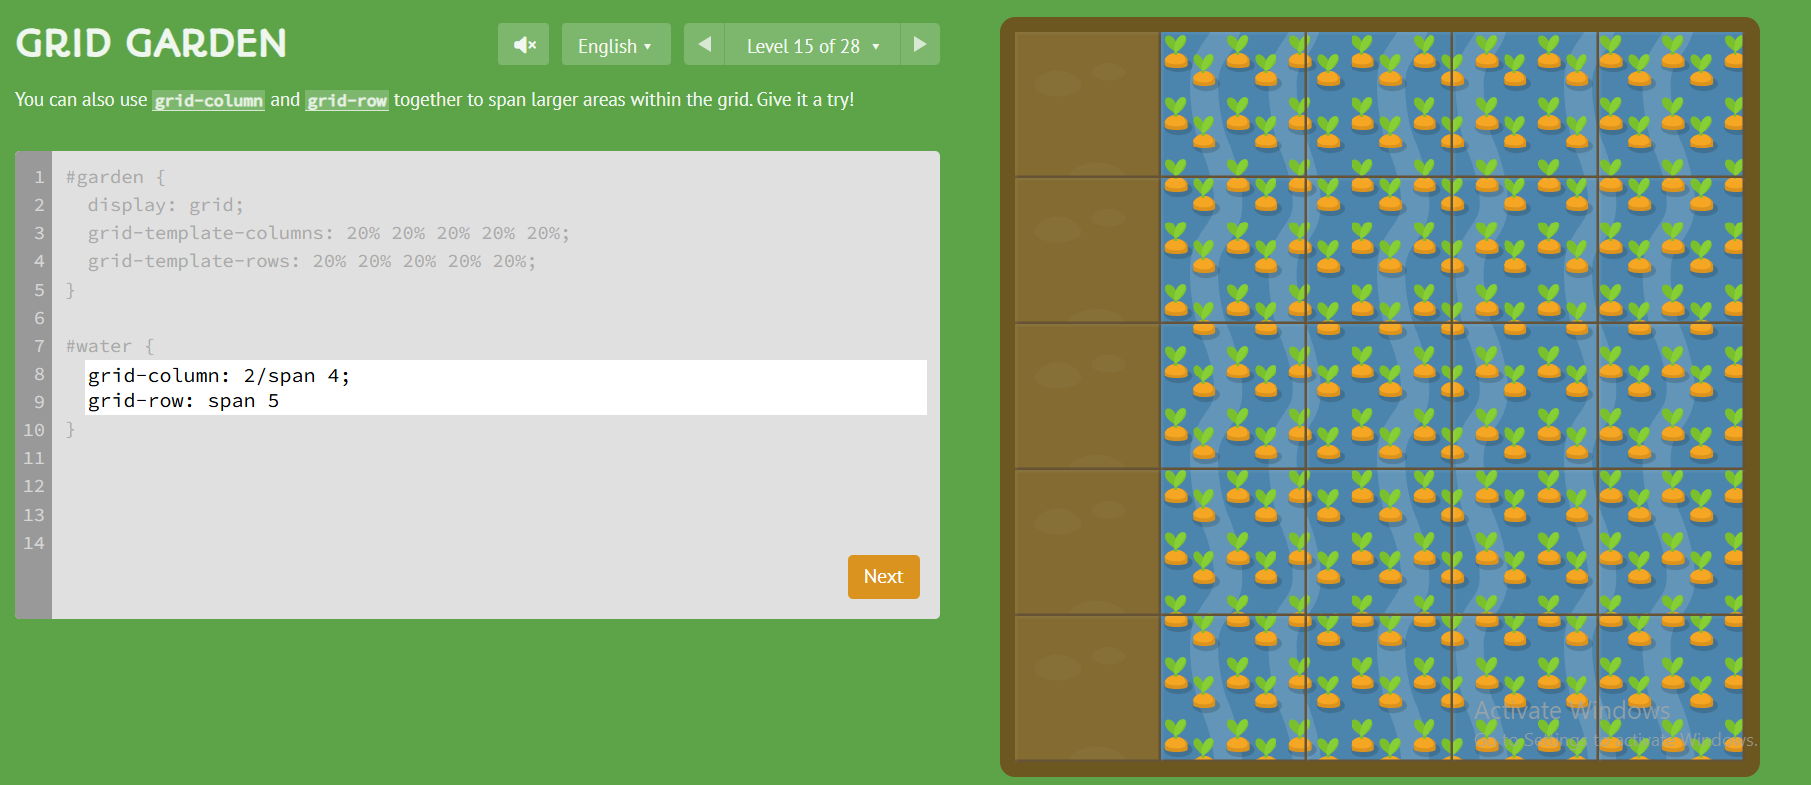 GRID GARDEN
English ▾
◀ Level 15 of 28 ▾ ▶
You can also use grid-column and grid-row together to span larger areas within the grid. Give it a try!
1 #garden {
2 display: grid;
3 grid-template-columns: 20% 20% 20% 20% 20%;
4 grid-template-rows: 20% 20% 20% 20% 20%;
5 }
6
7 #water {
8 grid-column: 2/span 4;
9 grid-row: span 5
10 }
11
12
13
14
Next
Activate Windows
Go to Settings to activate Windows.